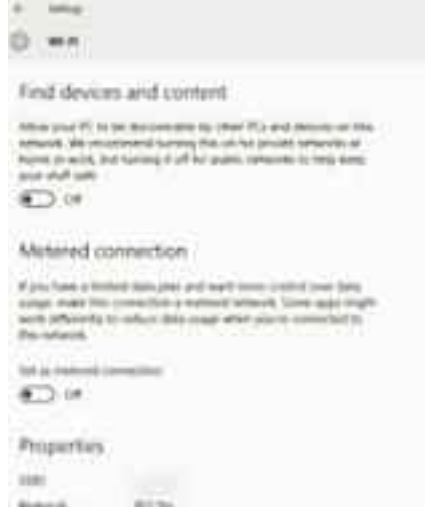 Settings
Wi-Fi
Find devices and content
Allow your PC to be discoverable by other PCs and devices on this
network. We recommend turning this on for private networks at
home or work, but turning it off for public networks to help keep
your stuff safe.
Off
Metered connection
If you have a limited data plan and want more control over data
usage, make this connection a metered network. Some apps might
work differently to reduce data usage when you're connected to
this network.
Set as metered connection
Off
Properties
SSID: